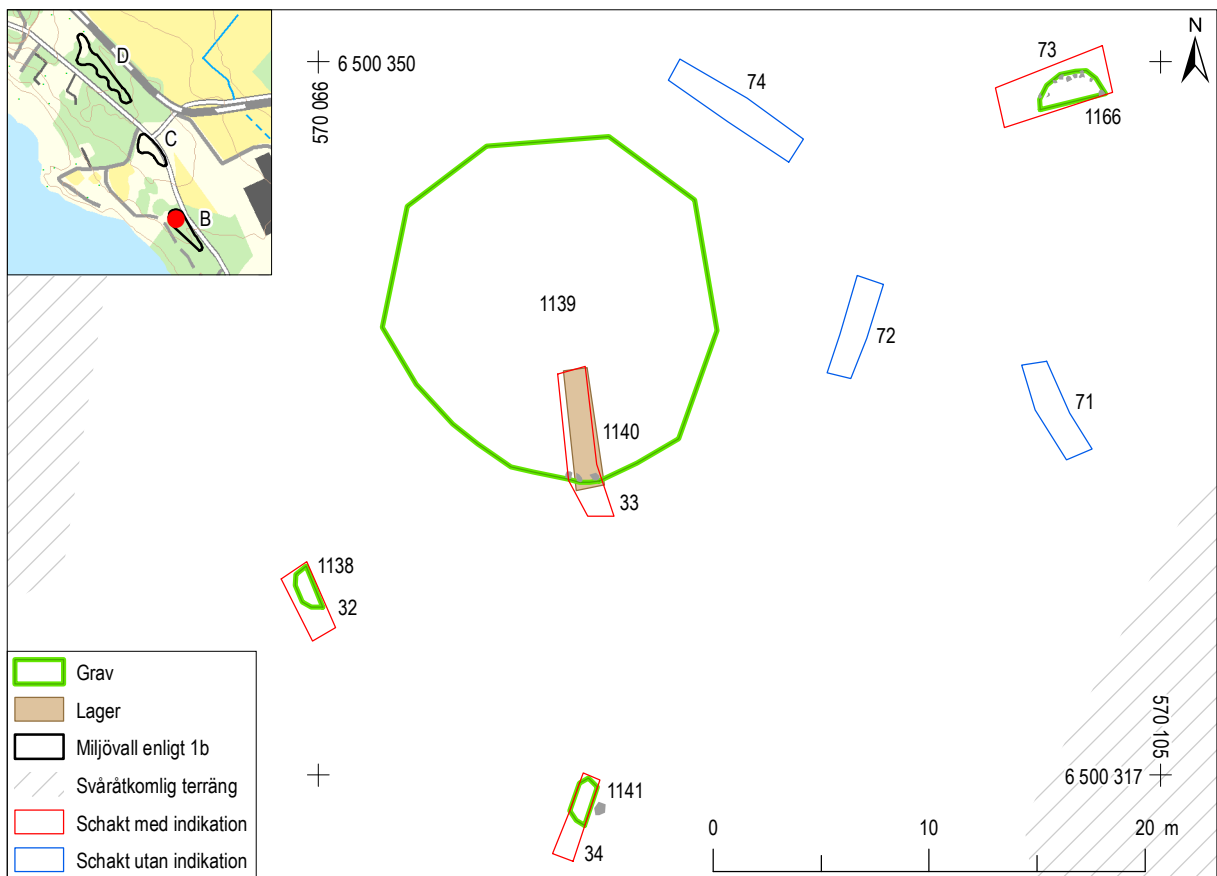 D
C
B
6 500 350
570 066
74
73
1166
N
1139
72
71
1140
33
1138
32
1141
34
570 105
6 500 317
Grav
Lager
Miljövall enligt 1b
Svåråtkomlig terräng
Schakt med indikation
Schakt utan indikation
0 10 20 m